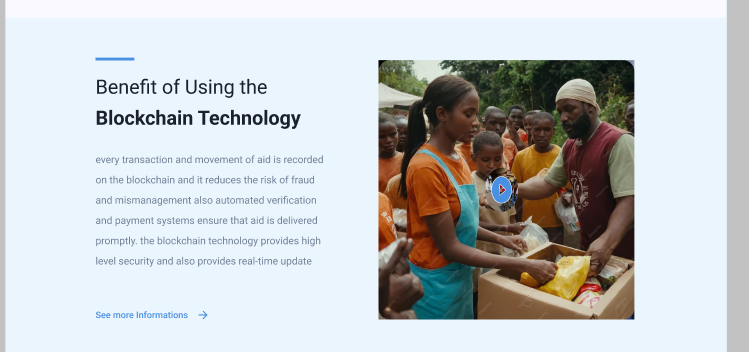 Benefit of Using the
Blockchain Technology
every transaction and movement of aid is recorded
on the blockchain and it reduces the risk of fraud
and mismanagement also automated verification
and payment systems ensure that aid is delivered
promptly. the blockchain technology provides high
level security and also provides real-time update
See more Informations